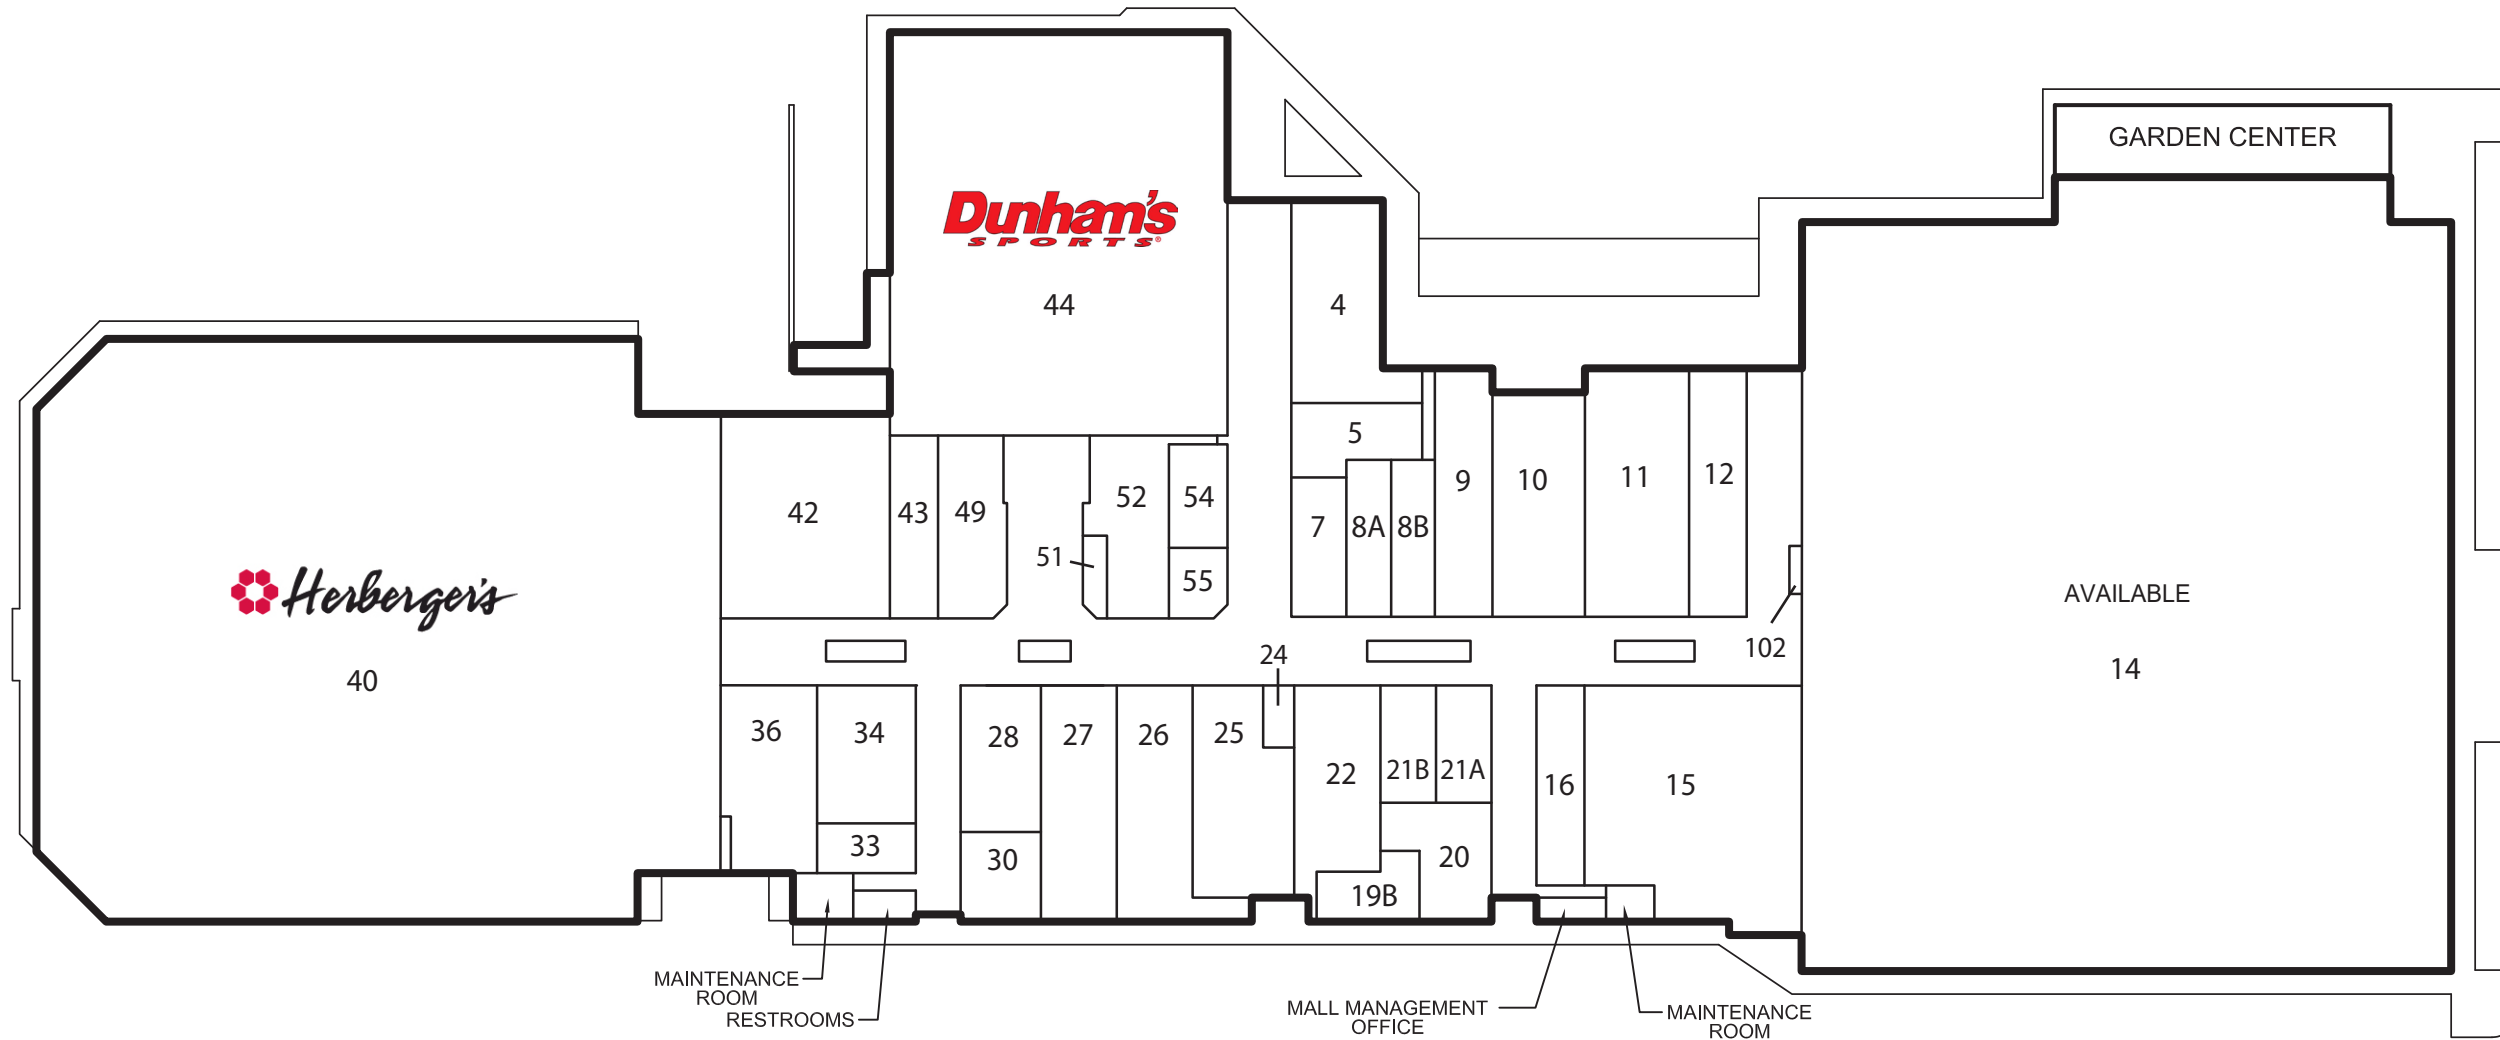 GARDEN CENTER
Dunham's
SPORTS®
44
4
5
9
10
11
12
42
43
49
52
54
7
8A
8B
51
55
Herberger's
40
AVAILABLE
14
24
102
36
34
28
27
26
25
22
21B
21A
16
15
33
30
20
19B
MAINTENANCE
ROOM
RESTROOMS
MALL MANAGEMENT
OFFICE
MAINTENANCE
ROOM